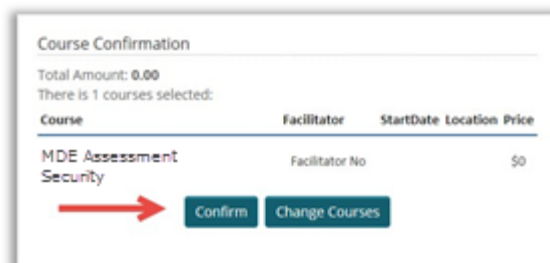 Course Confirmation
Total Amount: 0.00
There is 1 courses selected:
Course Facilitator StartDate Location Price
MDE Assessment Facilitator No $0
Security
Confirm Change Courses